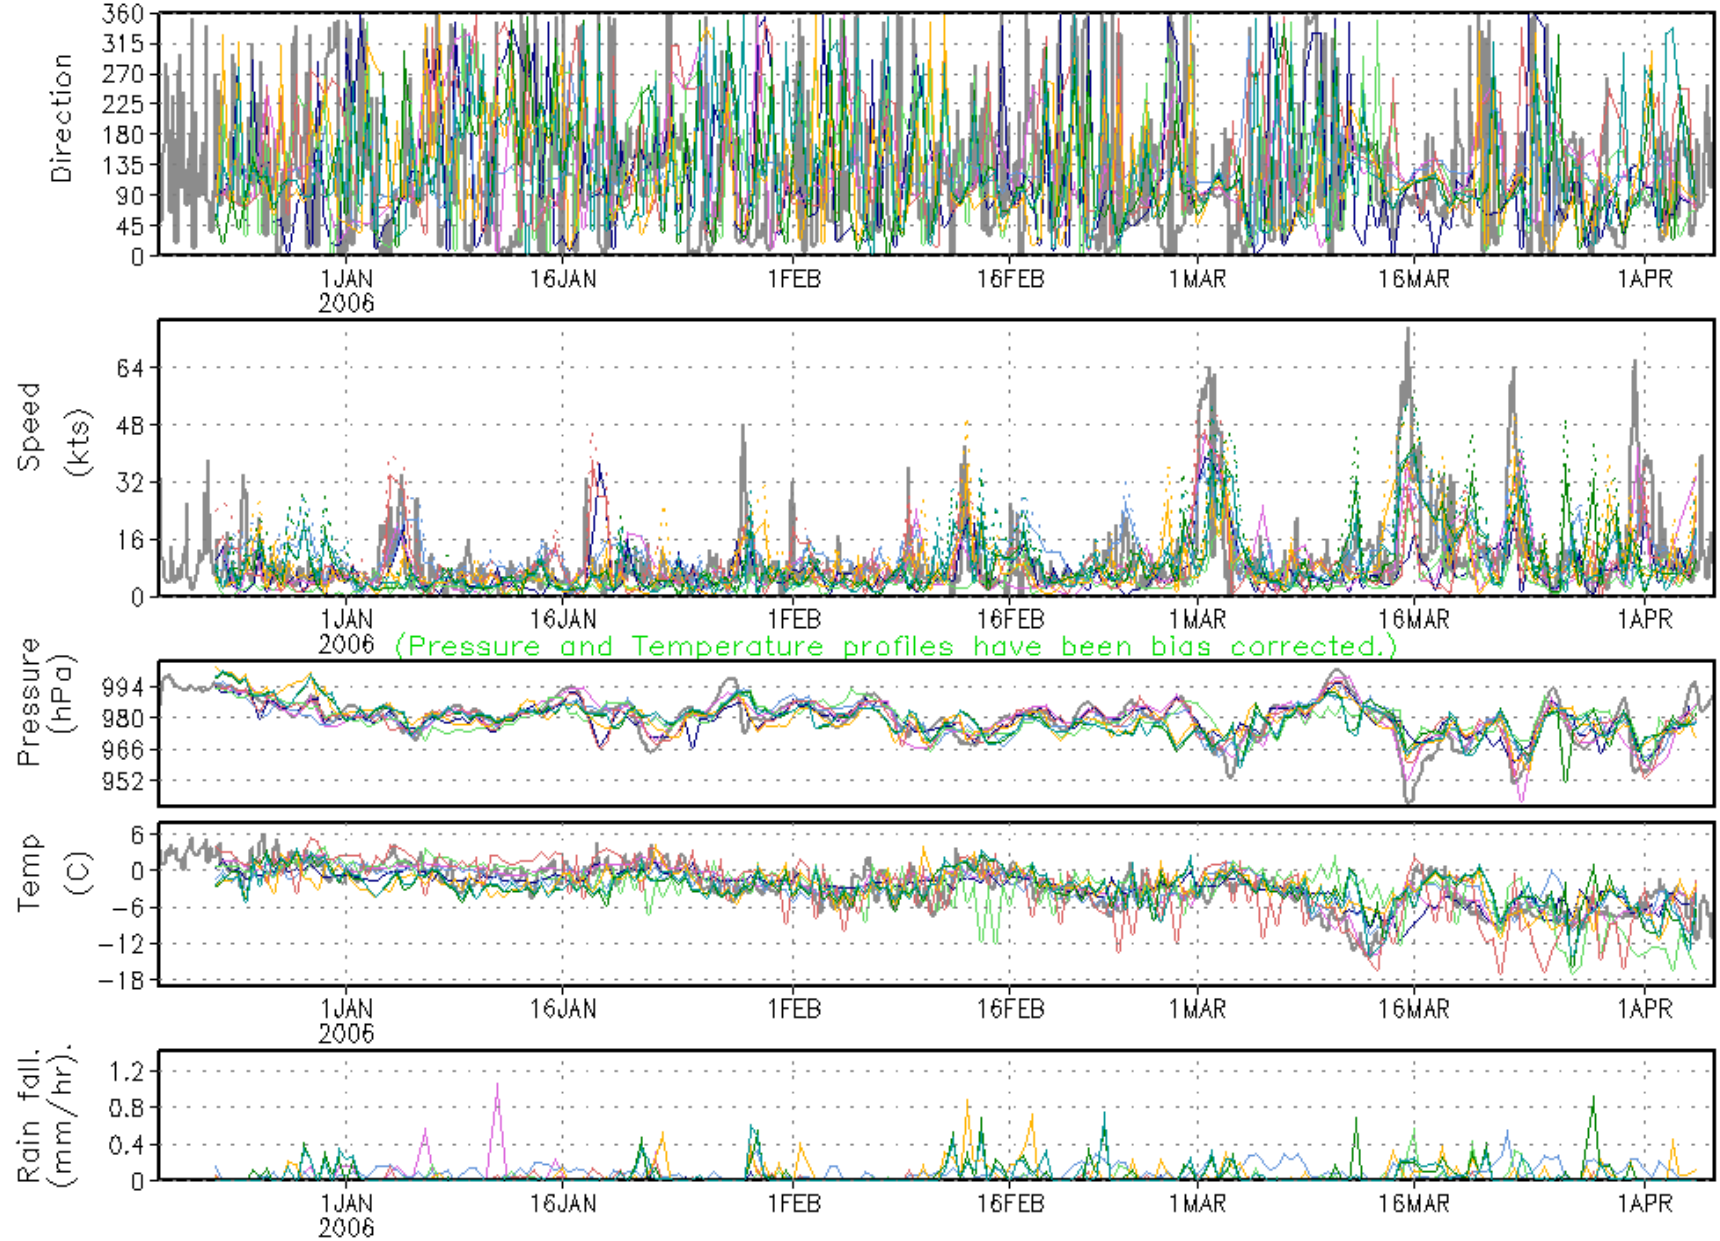 Direction
360
315
270
225
180
135
90
45
0
1JAN 16JAN 1FEB 16FEB 1MAR 16MAR 1APR
2006
Speed
(kts)
64
48
32
16
0
1JAN 16JAN 1FEB 16FEB 1MAR 16MAR 1APR
2006
(Pressure and Temperature profiles have been bias corrected.)
Pressure
(hPa)
994
980
966
952
Temp
(C)
6
0
-6
-12
-18
1JAN 16JAN 1FEB 16FEB 1MAR 16MAR 1APR
2006
Rain fall.
(mm/hr).
1.2
0.8
0.4
0
1JAN 16JAN 1FEB 16FEB 1MAR 16MAR 1APR
2006